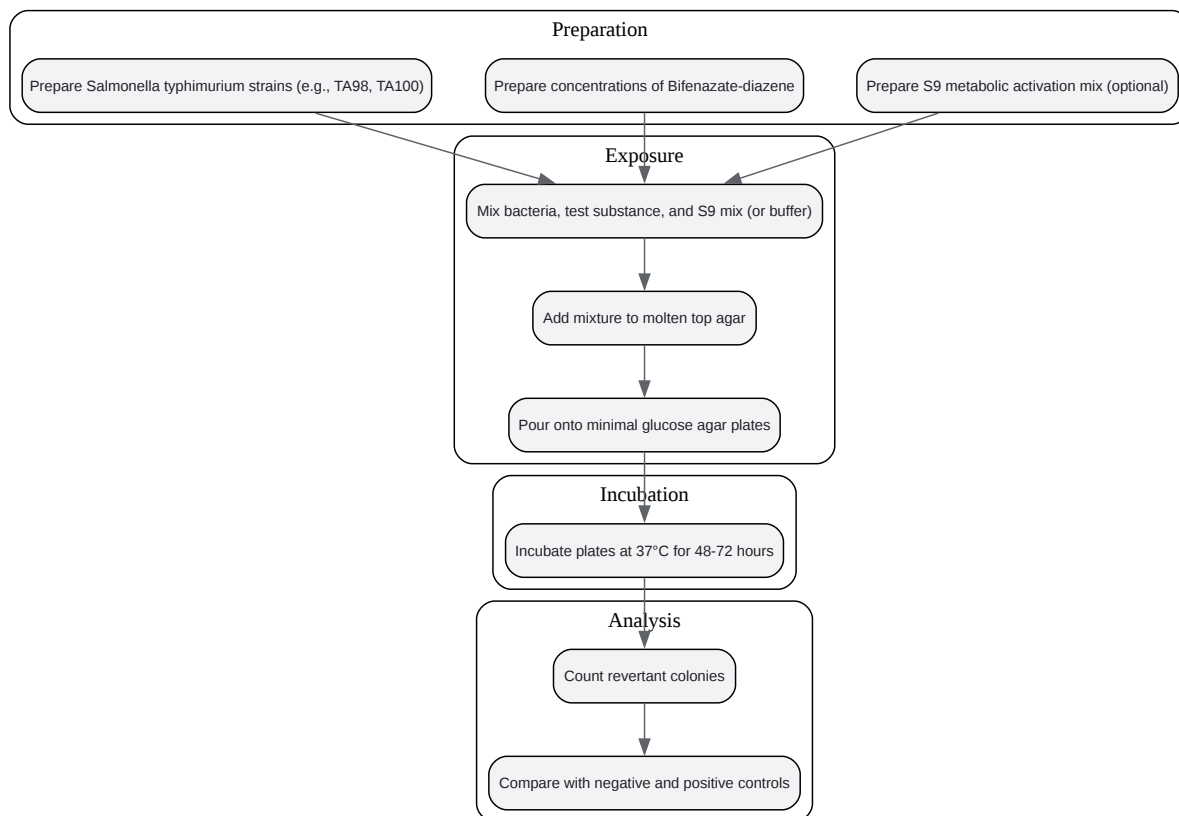 Preparation
Prepare Salmonella typhimurium strains (e.g., TA98, TA100)
Prepare concentrations of Bifenazate-diazene
Prepare S9 metabolic activation mix (optional)
Exposure
Mix bacteria, test substance, and S9 mix (or buffer)
Add mixture to molten top agar
Pour onto minimal glucose agar plates
Incubation
Incubate plates at 37°C for 48-72 hours
Analysis
Count revertant colonies
Compare with negative and positive controls